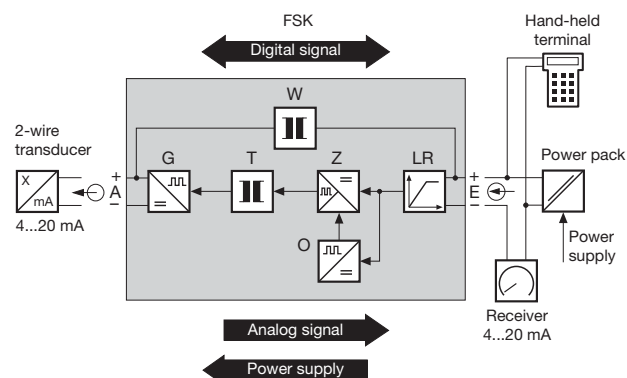 FSK
Digital signal
Hand-held
terminal
W
2-wire
transducer
G
T
Z
LR
Power pack
X
mA
+
A
–
+
E
–
4...20 mA
O
Power
supply
Receiver
4...20 mA
Analog signal
Power supply